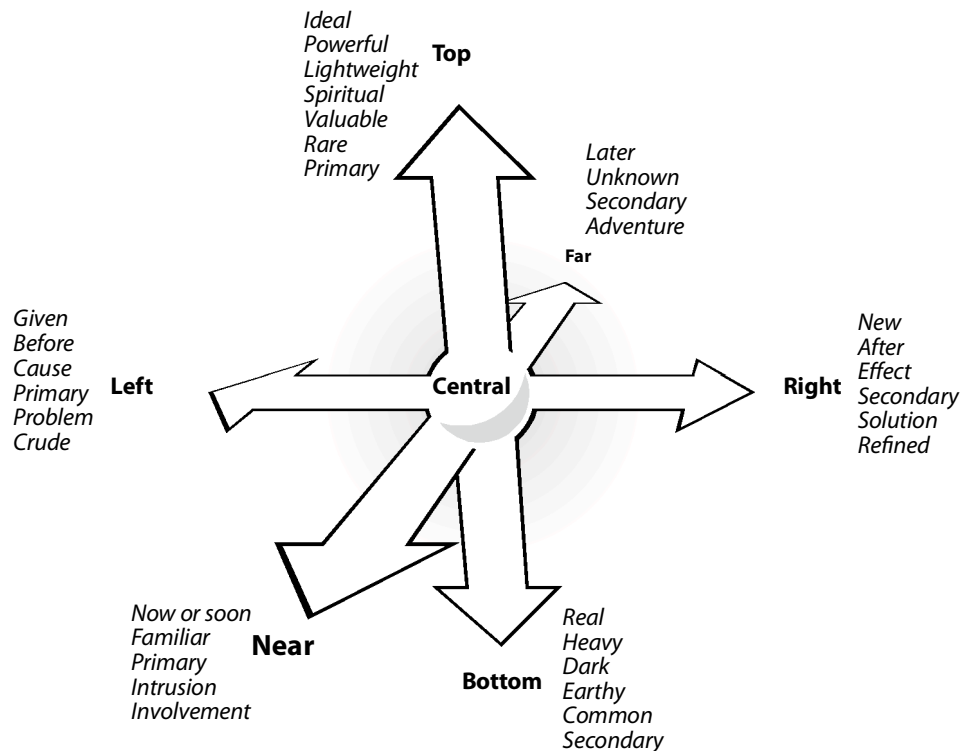 Ideal
Powerful
Lightweight
Spiritual
Valuable
Rare
Primary
Top
Later
Unknown
Secondary
Adventure
Far
Given
Before
Cause
Primary
Problem
Crude
Left
Central
Right
New
After
Effect
Secondary
Solution
Refined
Now or soon
Familiar
Primary
Intrusion
Involvement
Near
Bottom
Real
Heavy
Dark
Earthy
Common
Secondary